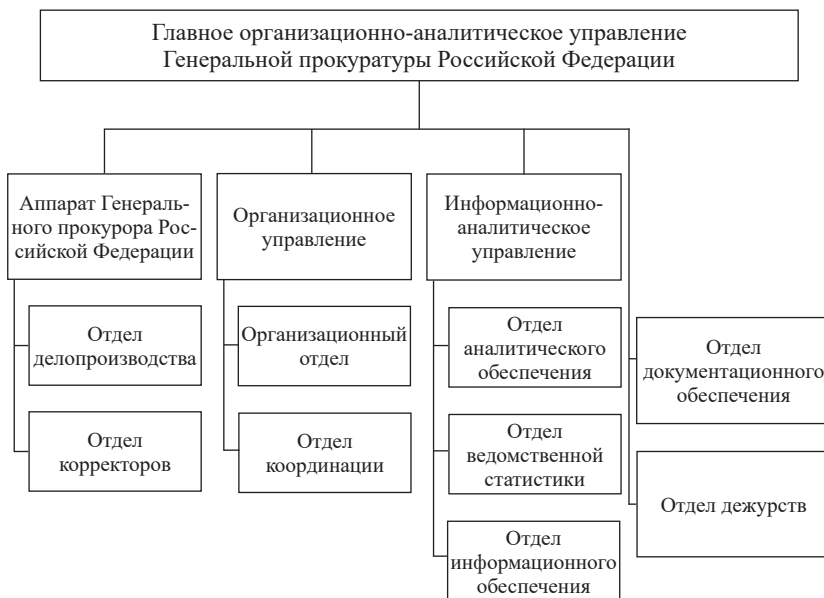 Главное организационно-аналитическое управление
Генеральной прокуратуры Российской Федерации
Аппарат Генераль-
ного прокурора Рос-
сийской Федерации
Организационное
управление
Информационно-
аналитическое
управление
Отдел
делопроизводства
Отдел
корректоров
Организационный
отдел
Отдел
координации
Отдел
аналитического
обеспечения
Отдел
ведомственной
статистики
Отдел
информационного
обеспечения
Отдел
документационного
обеспечения
Отдел дежурств